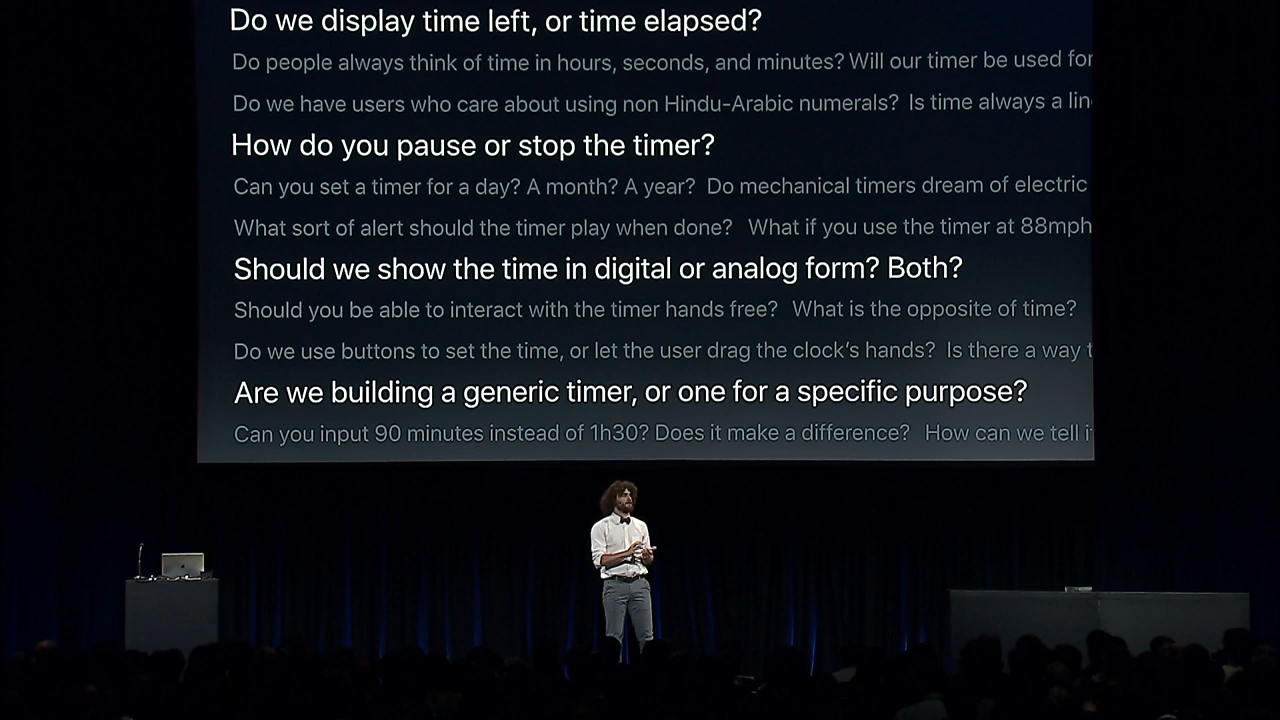 Do we display time left, or time elapsed?
Do people always think of time in hours, seconds, and minutes? Will our timer be used for
Do we have users who care about using non Hindu-Arabic numerals? Is time always a lin
How do you pause or stop the timer?
Can you set a timer for a day? A month? A year? Do mechanical timers dream of electric
What sort of alert should the timer play when done? What if you use the timer at 88mph
Should we show the time in digital or analog form? Both?
Should you be able to interact with the timer hands free? What is the opposite of time?
Do we use buttons to set the time, or let the user drag the clock’s hands? Is there a way t
Are we building a generic timer, or one for a specific purpose?
Can you input 90 minutes instead of 1h30? Does it make a difference? How can we tell i